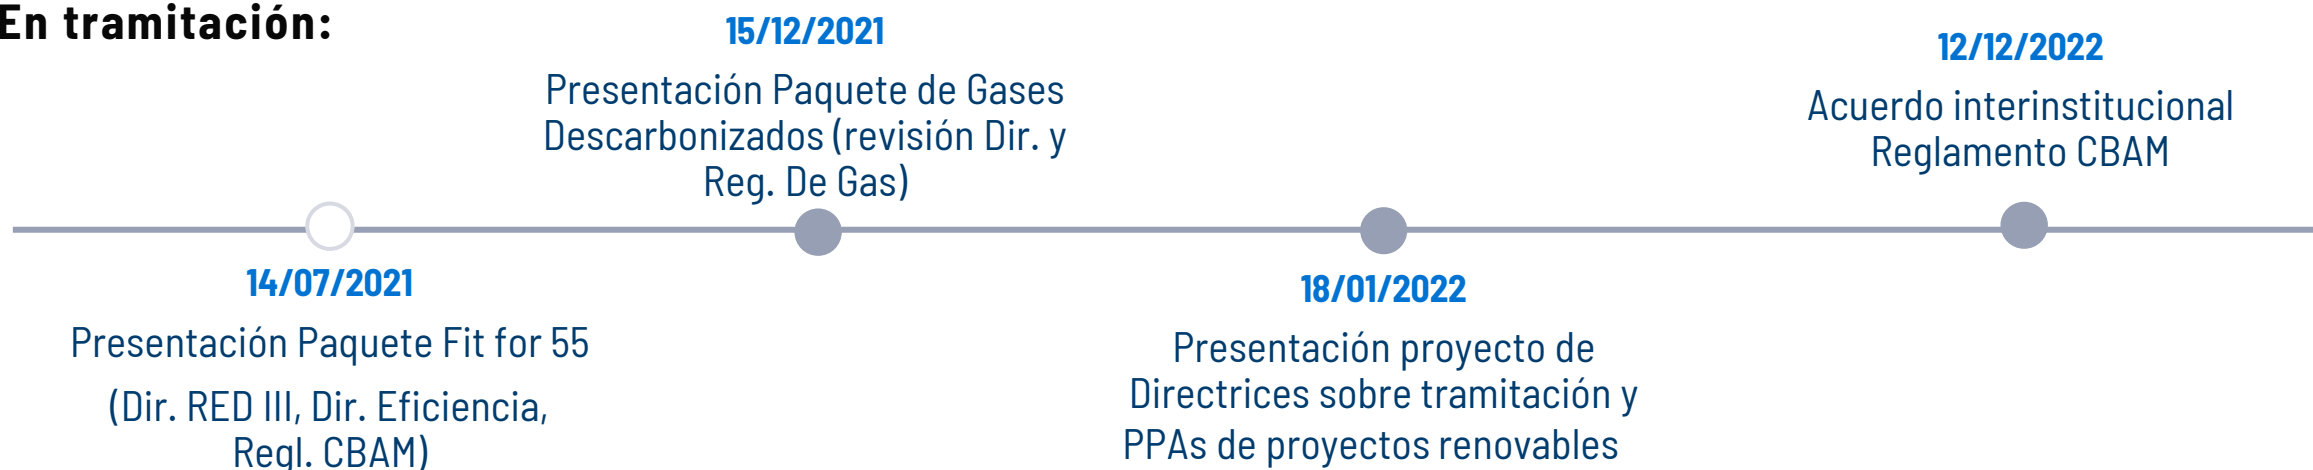 En tramitación:
14/07/2021
Presentación Paquete Fit for 55
(Dir. RED III, Dir. Eficiencia,
Regl. CBAM)
15/12/2021
Presentación Paquete de Gases
Descarbonizados (revisión Dir. y
Reg. De Gas)
18/01/2022
Presentación proyecto de
Directrices sobre tramitación y
PPAs de proyectos renovables
12/12/2022
Acuerdo interinstitucional
Reglamento CBAM